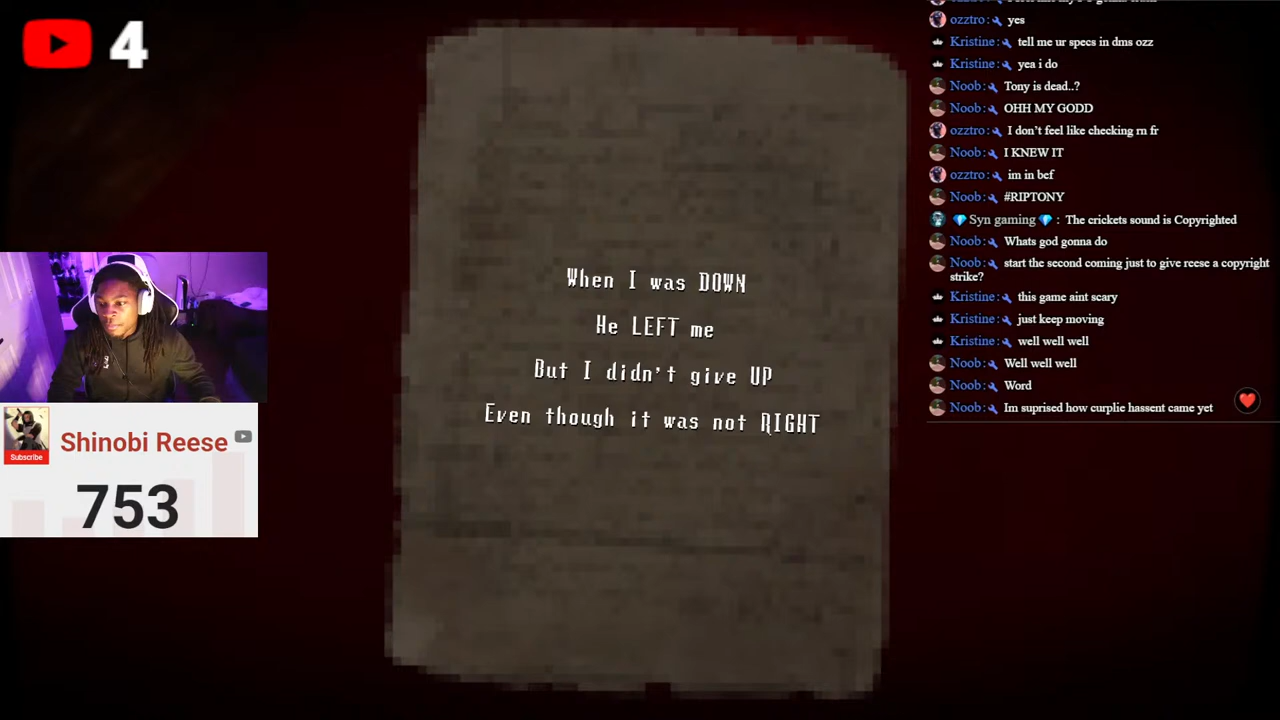 4
ozztro: yes
Kristine: tell me ur specs in dms ozz
Kristine: yea i do
Noob: Tony is dead..?
Noob: OHH MY GODD
ozztro: I don't feel like checking rn fr
Noob: I KNEW IT
ozztro: im in bef
Noob: #RIPTONY
Syn gaming : The crickets sound is Copyrighted
Noob: Whats god gonna do
Noob: start the second coming just to give reese a copyright
strike?
Kristine: this game aint scary
Kristine: just keep moving
Kristine: well well well
Noob: Well well well
Noob: Word
Noob: Im suprised how curplie hassent came yet
When I was DOWN
He LEFT me
But I didn't give UP
Even though it was not RIGHT
Shinobi Reese
Subscribe
753